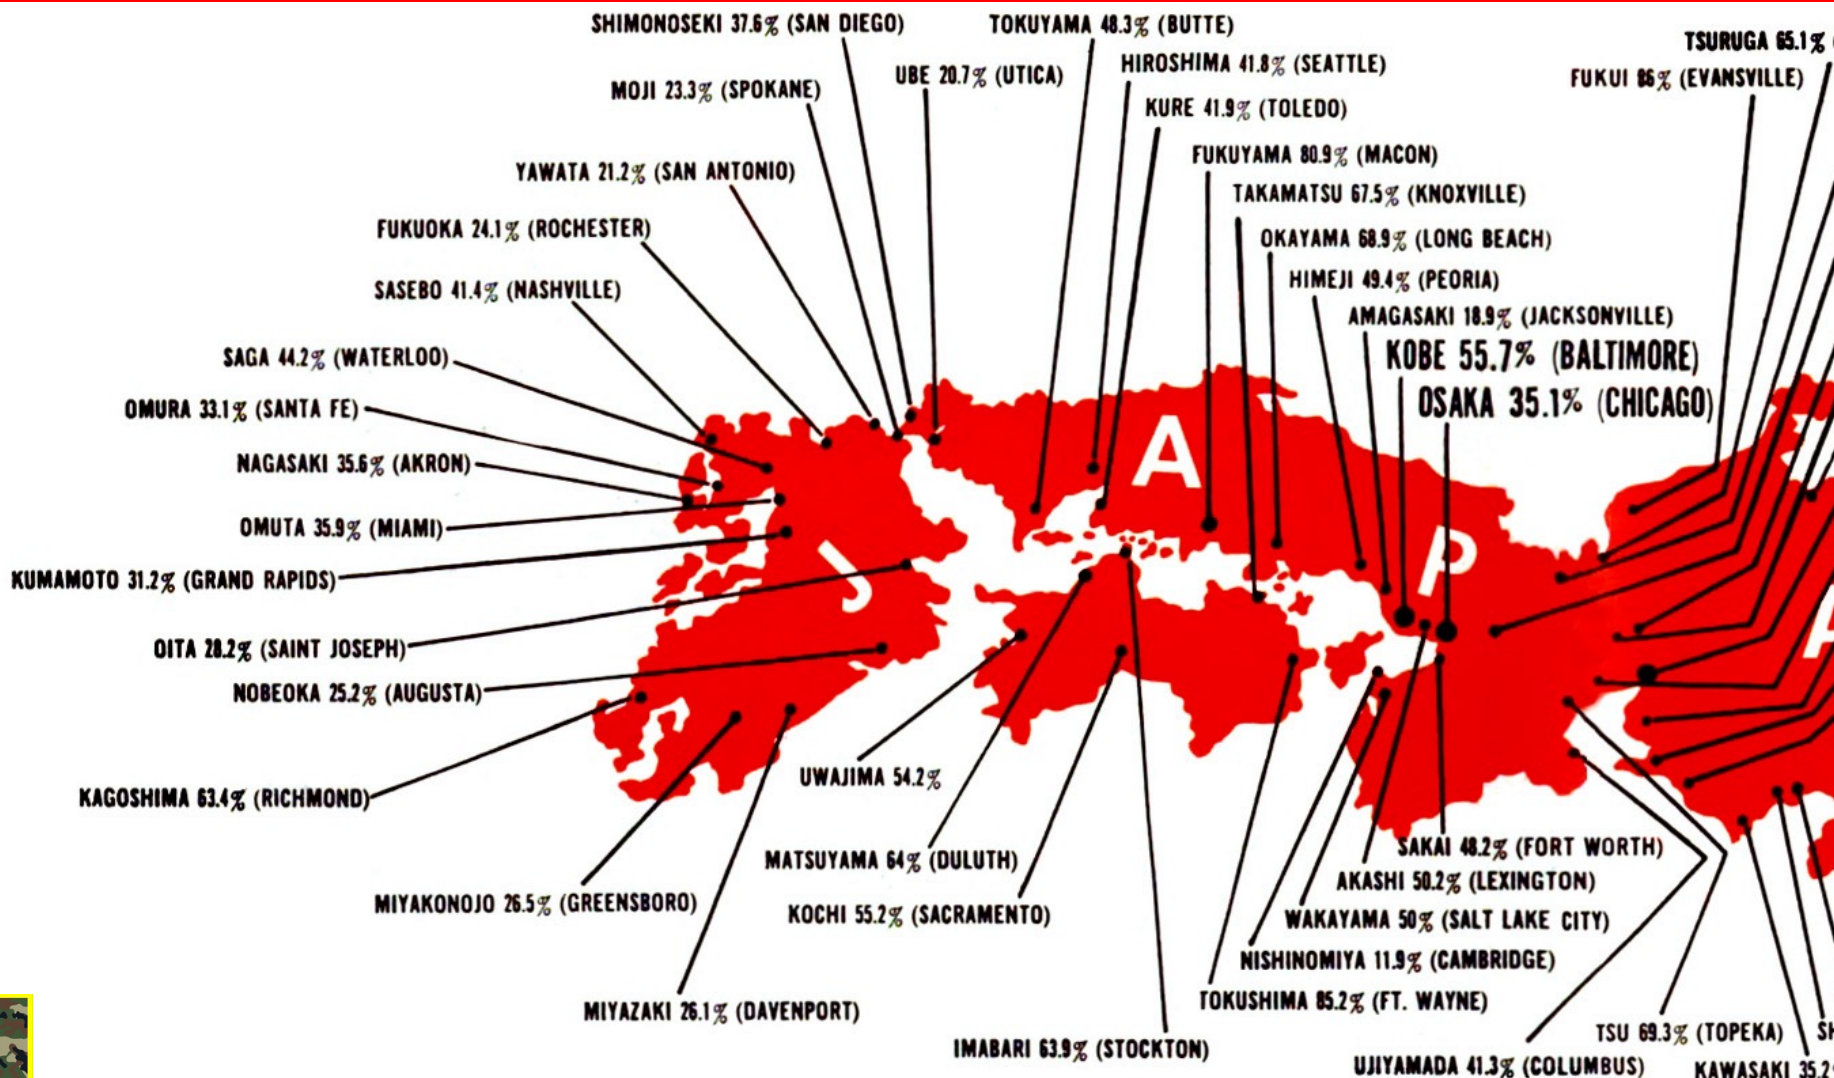 SHIMONOSEKI 37.6% (SAN DIEGO)
TOKUYAMA 48.3% (BUTTE)
TSURUGA 65.1% (
MOJI 23.3% (SPOKANE)
UBE 20.7% (UTICA)
HIROSHIMA 41.8% (SEATTLE)
FUKUI 86% (EVANSVILLE)
KURE 41.9% (TOLEDO)
YAWATA 21.2% (SAN ANTONIO)
FUKUYAMA 80.9% (MACON)
TAKAMATSU 67.5% (KNOXVILLE)
FUKUOKA 24.1% (ROCHESTER)
OKAYAMA 68.9% (LONG BEACH)
SASEBO 41.4% (NASHVILLE)
HIMEJI 49.4% (PEORIA)
AMAGASAKI 18.9% (JACKSONVILLE)
SAGA 44.2% (WATERLOO)
KOBE 55.7% (BALTIMORE)
OMURA 33.1% (SANTA FE)
OSAKA 35.1% (CHICAGO)
NAGASAKI 35.6% (AKRON)
OMUTA 35.9% (MIAMI)
KUMAMOTO 31.2% (GRAND RAPIDS)
J A P A
OITA 28.2% (SAINT JOSEPH)
NOBEOKA 25.2% (AUGUSTA)
KAGOSHIMA 63.4% (RICHMOND)
UWAJIMA 54.2%
MATSUYAMA 64% (DULUTH)
SAKAI 48.2% (FORT WORTH)
AKASHI 50.2% (LEXINGTON)
MIYAKONOJO 26.5% (GREENSBORO)
KOCHI 55.2% (SACRAMENTO)
WAKAYAMA 50% (SALT LAKE CITY)
NISHINOMIYA 11.9% (CAMBRIDGE)
MIYAZAKI 26.1% (DAVENPORT)
TOKUSHIMA 85.2% (FT. WAYNE)
IMABARI 63.9% (STOCKTON)
TSU 69.3% (TOPEKA)
SH
UJIYAMADA 41.3% (COLUMBUS)
KAWASAKI 35.2